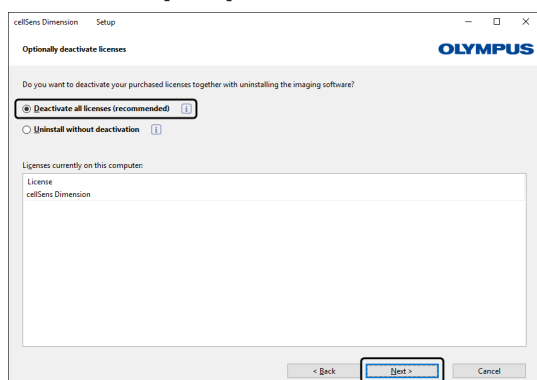 cellSens Dimension Setup
Optionally deactivate licenses
OLYMPUS
Do you want to deactivate your purchased licenses together with uninstalling the imaging software?
Deactivate all licenses (recommended) i
Uninstall without deactivation i
Licenses currently on this computer:
License
cellSens Dimension
< Back Next > Cancel